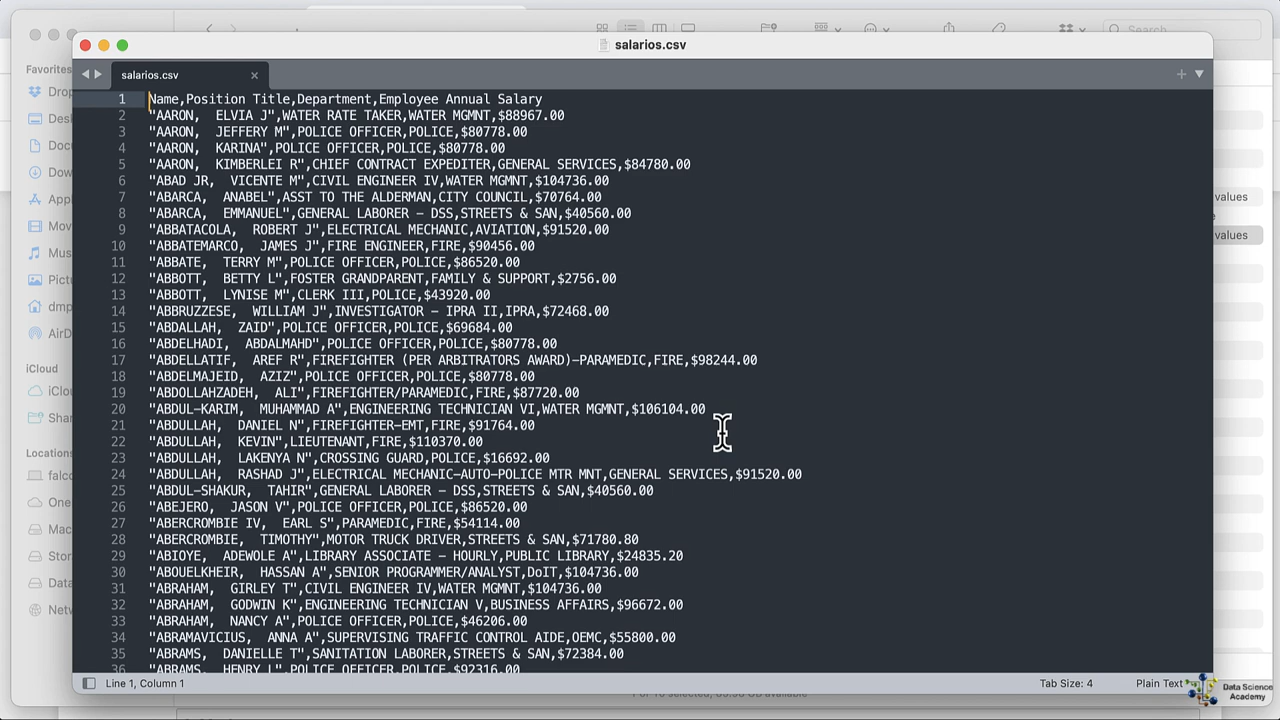 Search
salarios.csv
Favorites
salarios.csv
1 Name,Position Title,Department,Employee Annual Salary
2 "AARON,  ELVIA J",WATER RATE TAKER,WATER MGMNT,$88967.00
3 "AARON,  JEFFERY M",POLICE OFFICER,POLICE,$80778.00
4 "AARON,  KARINA",POLICE OFFICER,POLICE,$80778.00
5 "AARON,  KIMBERLEI R",CHIEF CONTRACT EXPEDITER,GENERAL SERVICES,$84780.00
6 "ABAD JR,  VICENTE M",CIVIL ENGINEER IV,WATER MGMNT,$104736.00
7 "ABARCA,  ANABEL",ASST TO THE ALDERMAN,CITY COUNCIL,$70764.00
values
8 "ABARCA,  EMMANUEL",GENERAL LABORER - DSS,STREETS & SAN,$40560.00
9 "ABBATACOLA,  ROBERT J",ELECTRICAL MECHANIC,AVIATION,$91520.00
values
10 "ABBATEMARCO,  JAMES J",FIRE ENGINEER,FIRE,$90456.00
11 "ABBATE,  TERRY M",POLICE OFFICER,POLICE,$86520.00
12 "ABBOTT,  BETTY L",FOSTER GRANDPARENT,FAMILY & SUPPORT,$2756.00
13 "ABBOTT,  LYNISE M",CLERK III,POLICE,$43920.00
14 "ABBRUZZESE,  WILLIAM J",INVESTIGATOR - IPRA II,IPRA,$72468.00
15 "ABDALLAH,  ZAID",POLICE OFFICER,POLICE,$69684.00
16 "ABDELHADI,  ABDALMAHD",POLICE OFFICER,POLICE,$80778.00
17 "ABDELLATIF,  AREF R",FIREFIGHTER (PER ARBITRATORS AWARD)-PARAMEDIC,FIRE,$98244.00
iCloud
18 "ABDELMAJEID,  AZIZ",POLICE OFFICER,POLICE,$80778.00
19 "ABDOLLAHZADEH,  ALI",FIREFIGHTER/PARAMEDIC,FIRE,$87720.00
20 "ABDUL-KARIM,  MUHAMMAD A",ENGINEERING TECHNICIAN VI,WATER MGMNT,$106104.00
21 "ABDULLAH,  DANIEL N",FIREFIGHTER-EMT,FIRE,$91764.00
22 "ABDULLAH,  KEVIN",LIEUTENANT,FIRE,$110370.00
Locations
23 "ABDULLAH,  LAKENYA N",CROSSING GUARD,POLICE,$16692.00
24 "ABDULLAH,  RASHAD J",ELECTRICAL MECHANIC-AUTO-POLICE MTR MNT,GENERAL SERVICES,$91520.00
25 "ABDUL-SHAKUR,  TAHIR",GENERAL LABORER - DSS,STREETS & SAN,$40560.00
26 "ABEJERO,  JASON V",POLICE OFFICER,POLICE,$86520.00
27 "ABERCROMBIE IV,  EARL S",PARAMEDIC,FIRE,$54114.00
28 "ABERCROMBIE,  TIMOTHY",MOTOR TRUCK DRIVER,STREETS & SAN,$71780.80
29 "ABIOYE,  ADEWOLE A",LIBRARY ASSOCIATE - HOURLY,PUBLIC LIBRARY,$24835.20
30 "ABOUELKHEIR,  HASSAN A",SENIOR PROGRAMMER/ANALYST,DoIT,$104736.00
31 "ABRAHAM,  GIRLEY T",CIVIL ENGINEER IV,WATER MGMNT,$104736.00
32 "ABRAHAM,  GODWIN K",ENGINEERING TECHNICIAN V,BUSINESS AFFAIRS,$96672.00
33 "ABRAHAM,  NANCY A",POLICE OFFICER,POLICE,$46206.00
34 "ABRAMAVICIUS,  ANNA A",SUPERVISING TRAFFIC CONTROL AIDE,OEMC,$55800.00
35 "ABRAMS,  DANIELLE T",SANITATION LABORER,STREETS & SAN,$72384.00
36 "ABRAMS,  HENRY L",POLICE OFFICER,POLICE,$92316.00
Line 1, Column 1
Tab Size: 4
Plain Text
Data Science
Academy